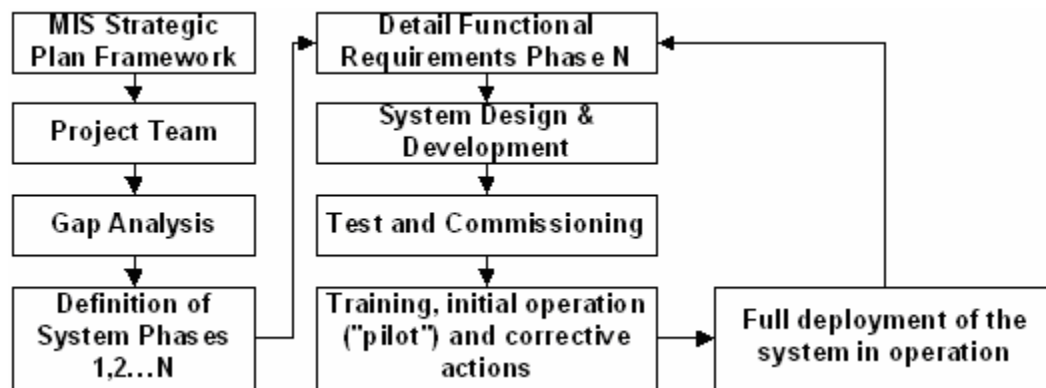 MIS Strategic
Plan Framework
Project Team
Gap Analysis
Definition of
System Phases
1,2...N
Detail Functional
Requirements Phase N
System Design &
Development
Test and Commissioning
Training, initial operation
("pilot") and corrective
actions
Full deployment of the
system in operation